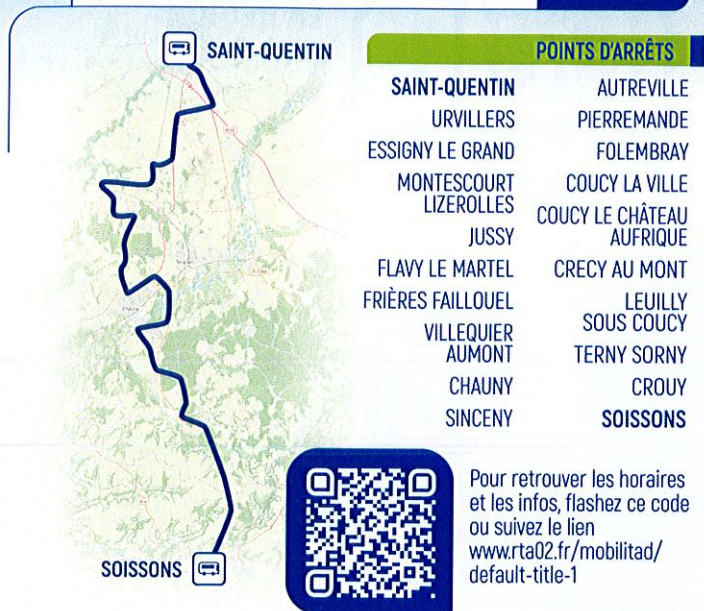 SAINT-QUENTIN
SOISSONS
POINTS D'ARRÊTS
SAINT-QUENTIN
URVILLERS
ESSIGNY LE GRAND
MONTESCOURT
LIZEROLLES
JUSSY
FLAVY LE MARTEL
FRIÈRES FAILLOUEL
VILLEQUIER
AUMONT
CHAUNY
SINCENY
AUTREVILLE
PIERREMANDE
FOLEMBRAY
COUCY LA VILLE
COUCY LE CHÂTEAU
AUFRIQUE
CRECY AU MONT
LEUILLY
SOUS COUCY
TERNY SORNY
CROUY
SOISSONS
Pour retrouver les horaires
et les infos, flashez ce code
ou suivez le lien
www.rta02.fr/mobilitad/
default-title-1